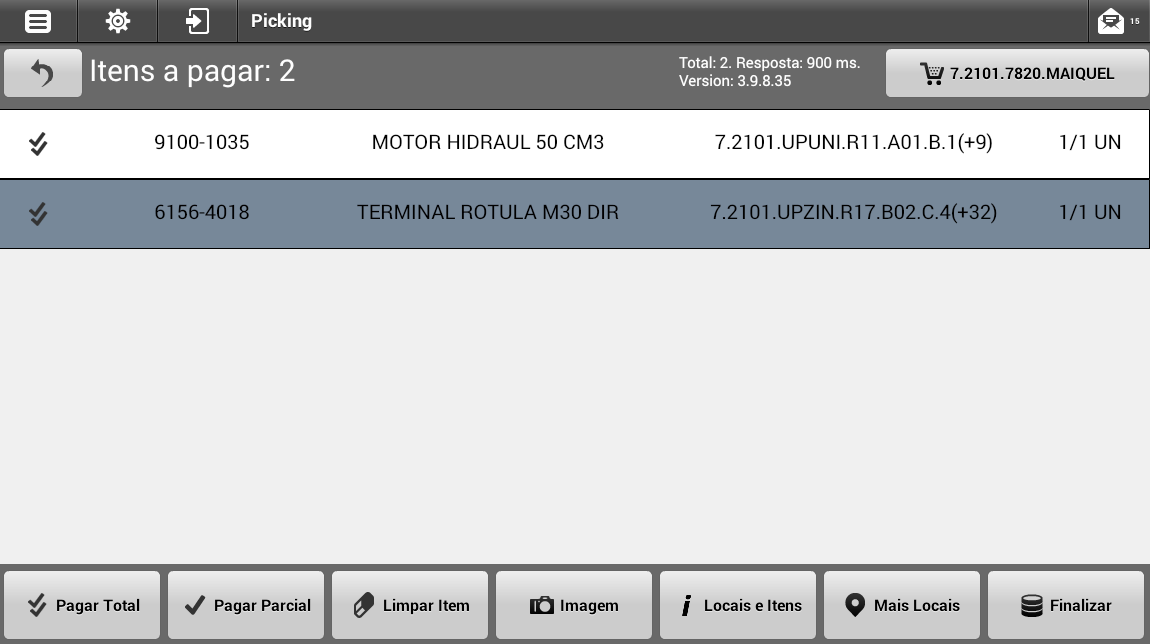 Picking
15
Itens a pagar: 2
Total: 2. Resposta: 900 ms.
Version: 3.9.8.35
7.2101.7820.MAIQUEL
9100-1035 MOTOR HIDRAUL 50 CM3 7.2101.UPUNI.R11.A01.B.1(+9) 1/1 UN
6156-4018 TERMINAL ROTULA M30 DIR 7.2101.UPZIN.R17.B02.C.4(+32) 1/1 UN
Pagar Total Pagar Parcial Limpar Item Imagem Locais e Itens Mais Locais Finalizar